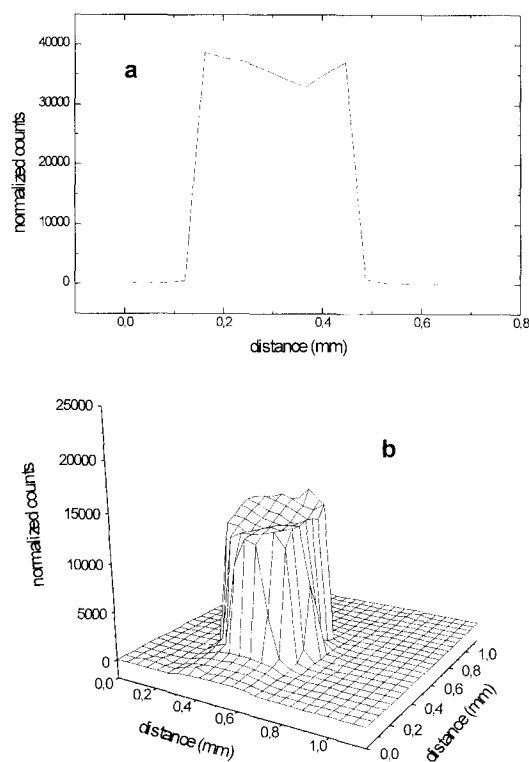 40000
30000
20000
10000
0
normalized counts
a
0,0 0,2 0,4 0,6 0,8
distance (mm)
25000
20000
15000
10000
5000
0
normalized counts
b
0,0 0,2 0,4 0,6 0,8 1,0
distance (mm)
0,0 0,2 0,4 0,6 0,8 1,0
distance (mm)